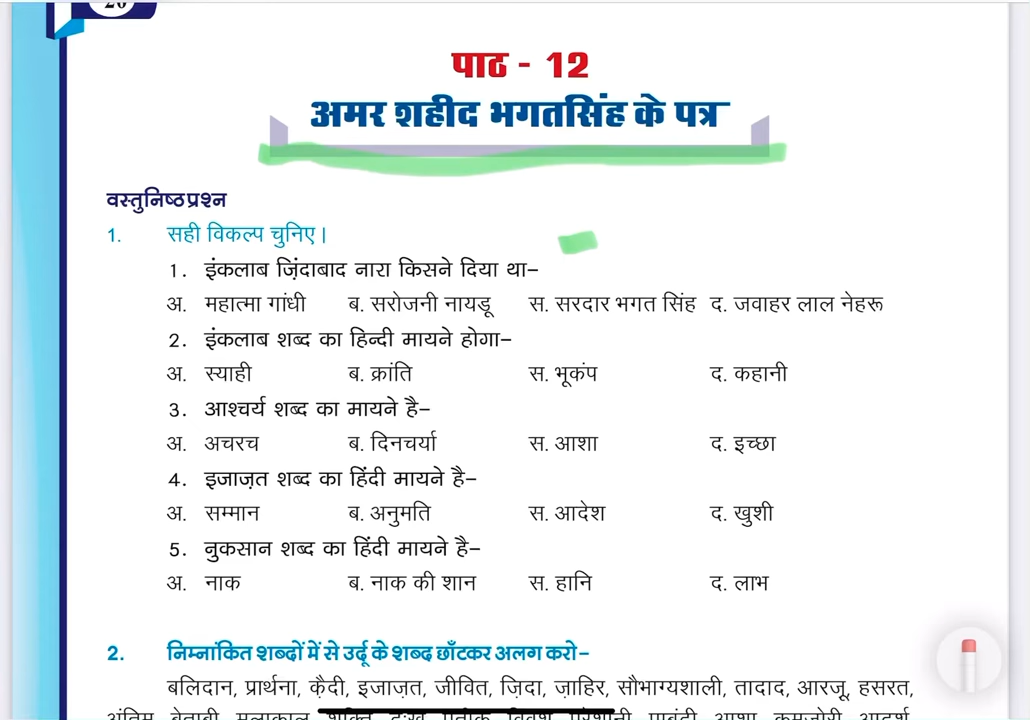 पाठ - 12
अमर शहीद भगतसिंह के पत्र
वस्तुनिष्ठप्रश्न
1. सही विकल्प चुनिए।
1. इंकलाब ज़िंदाबाद नारा किसने दिया था–
अ. महात्मा गांधी ब. सरोजनी नायडू स. सरदार भगत सिंह द. जवाहर लाल नेहरू
2. इंकलाब शब्द का हिन्दी मायने होगा–
अ. स्याही ब. क्रांति स. भूकंप द. कहानी
3. आश्चर्य शब्द का मायने है–
अ. अचरच ब. दिनचर्या स. आशा द. इच्छा
4. इजाज़त शब्द का हिंदी मायने है–
अ. सम्मान ब. अनुमति स. आदेश द. खुशी
5. नुकसान शब्द का हिंदी मायने है–
अ. नाक ब. नाक की शान स. हानि द. लाभ
2. निम्नांकित शब्दों में से उर्दू के शब्द छाँटकर अलग करो–
बलिदान, प्रार्थना, क़ैदी, इजाज़त, जीवित, ज़िदा, ज़ाहिर, सौभाग्यशाली, तादाद, आरजू, हसरत,